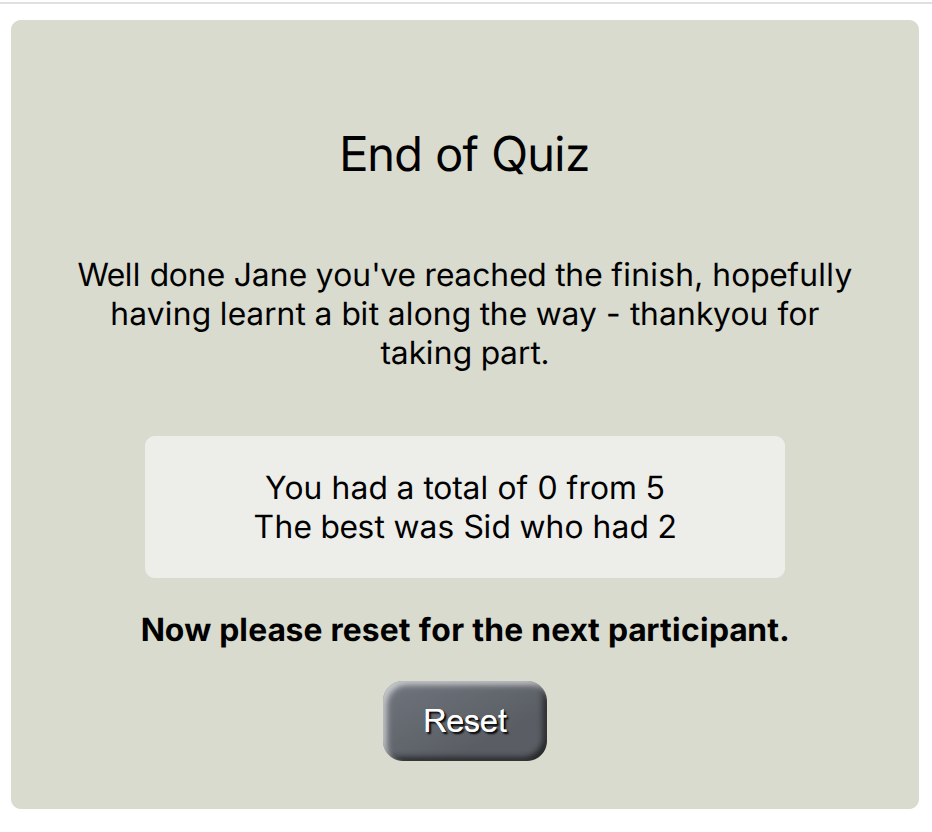 End of Quiz
Well done Jane you've reached the finish, hopefully
having learnt a bit along the way - thankyou for
taking part.
You had a total of 0 from 5
The best was Sid who had 2
Now please reset for the next participant.
Reset